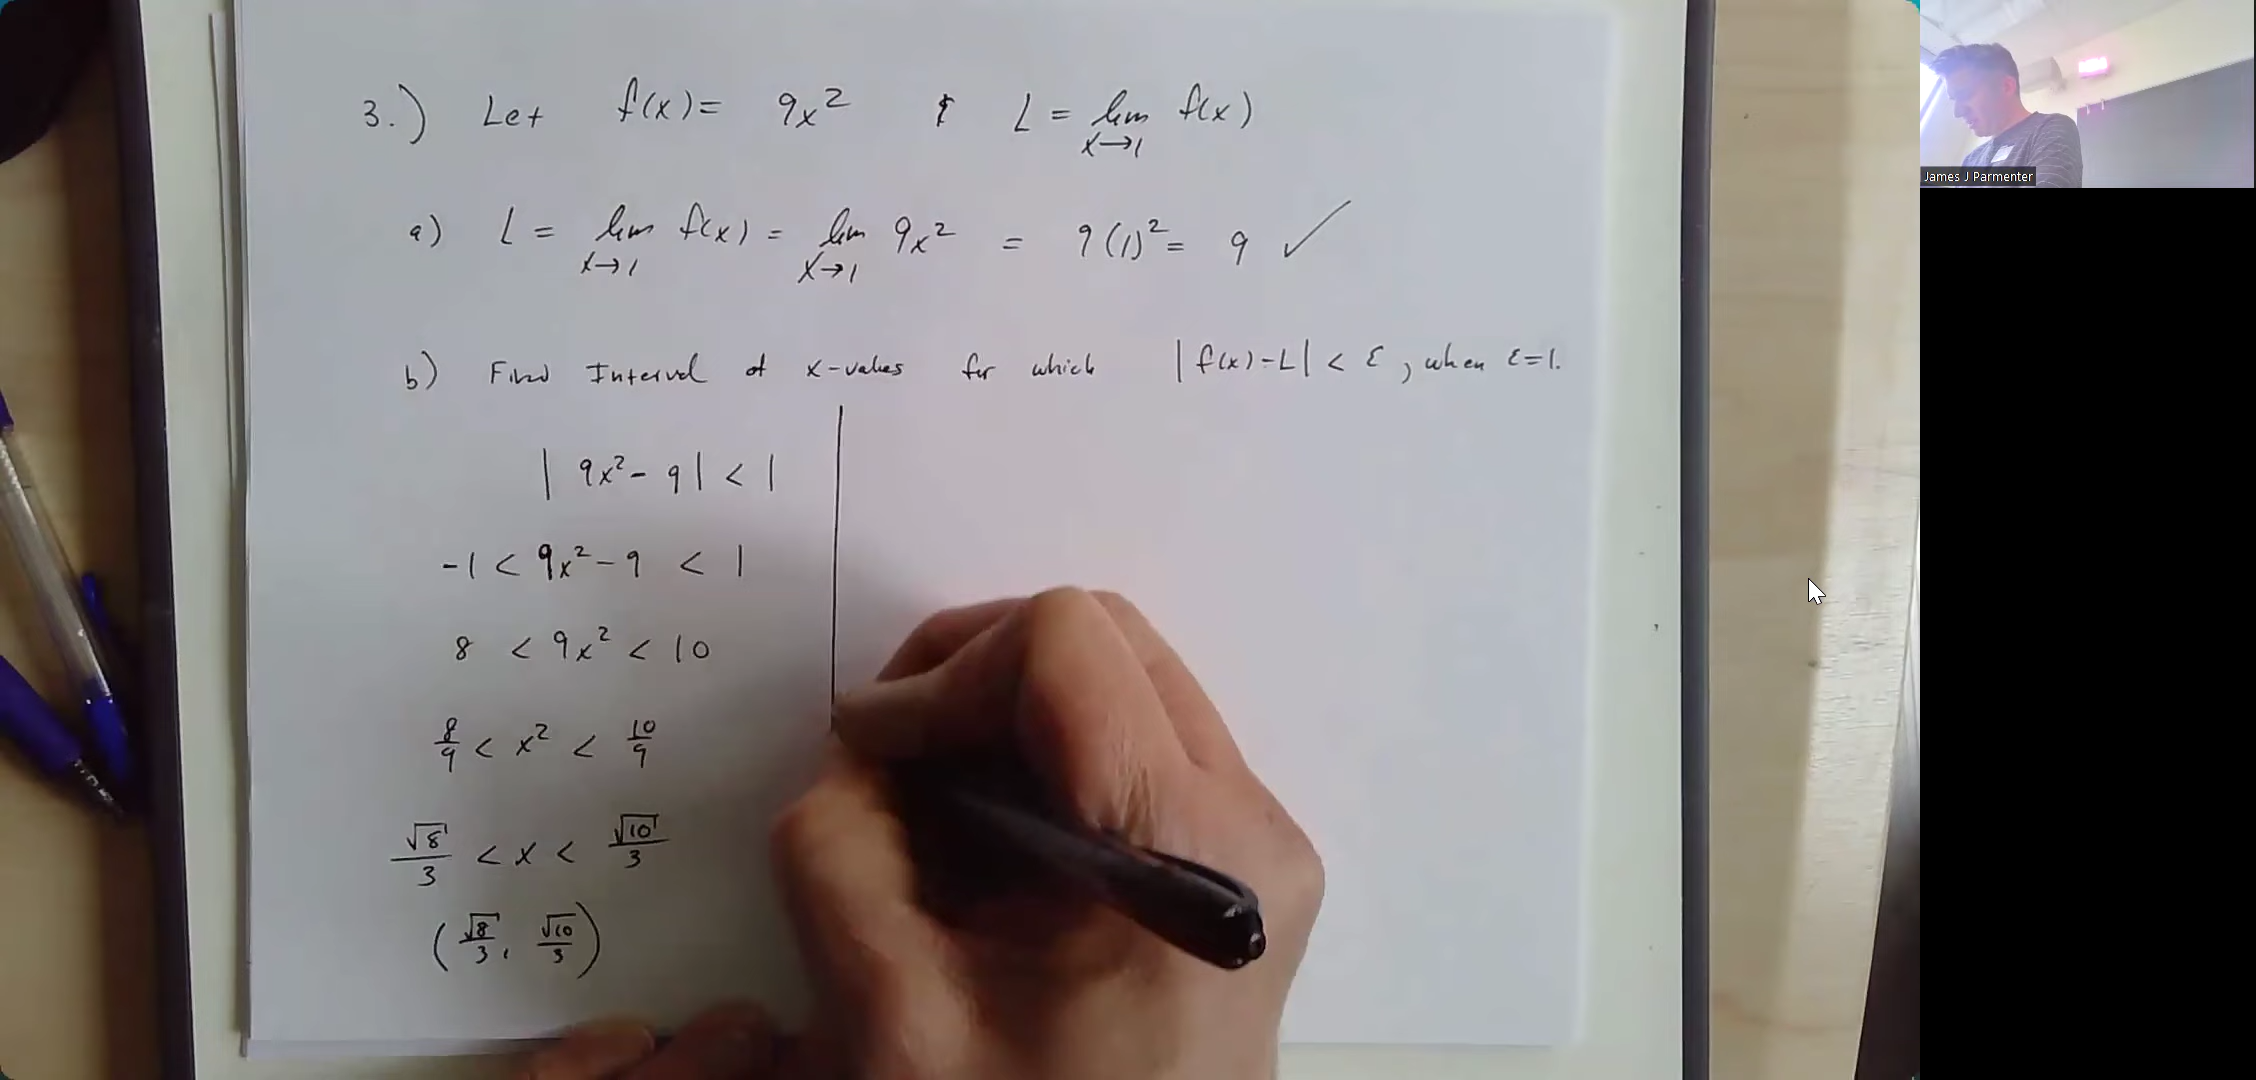 3.) Let f(x) = 9x² & L = lim x→1 f(x)
a) L = lim x→1 f(x) = lim x→1 9x² = 9(1)² = 9 ✓
b) Find Interval of x-values for which |f(x)-L| < ε, when ε=1.
|9x² - 9| < 1
-1 < 9x² - 9 < 1
8 < 9x² < 10
8/9 < x² < 10/9
√8/3 < x < √10/3
(√8/3, √10/3)
James J Parmenter